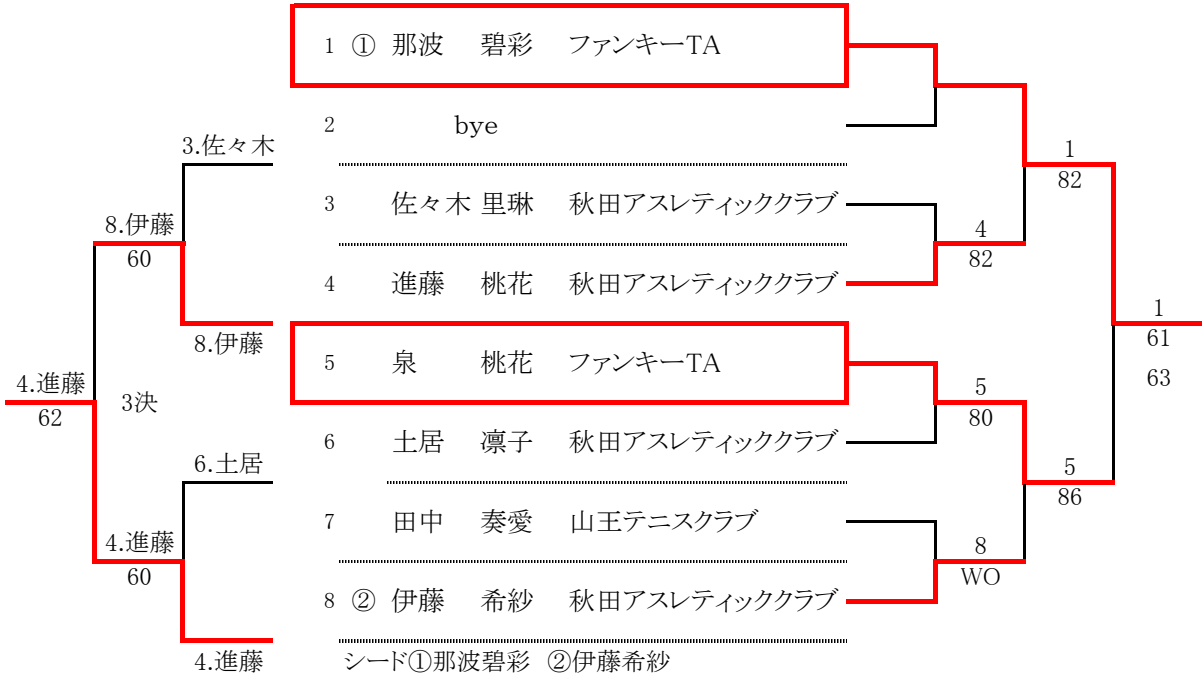 1 ① 那波 碧彩 ファンキーTA
2 bye
3.佐々木
1
82
3 佐々木 里琳 秋田アスレティッククラブ
8.伊藤
60
4
82
4 進藤 桃花 秋田アスレティッククラブ
8.伊藤
1
61
63
5 泉 桃花 ファンキーTA
4.進藤
62
3決
5
80
6 土居 凛子 秋田アスレティッククラブ
6.土居
5
86
7 田中 奏愛 山王テニスクラブ
4.進藤
60
8
WO
8 ② 伊藤 希紗 秋田アスレティッククラブ
4.進藤
シード①那波碧彩 ②伊藤希紗